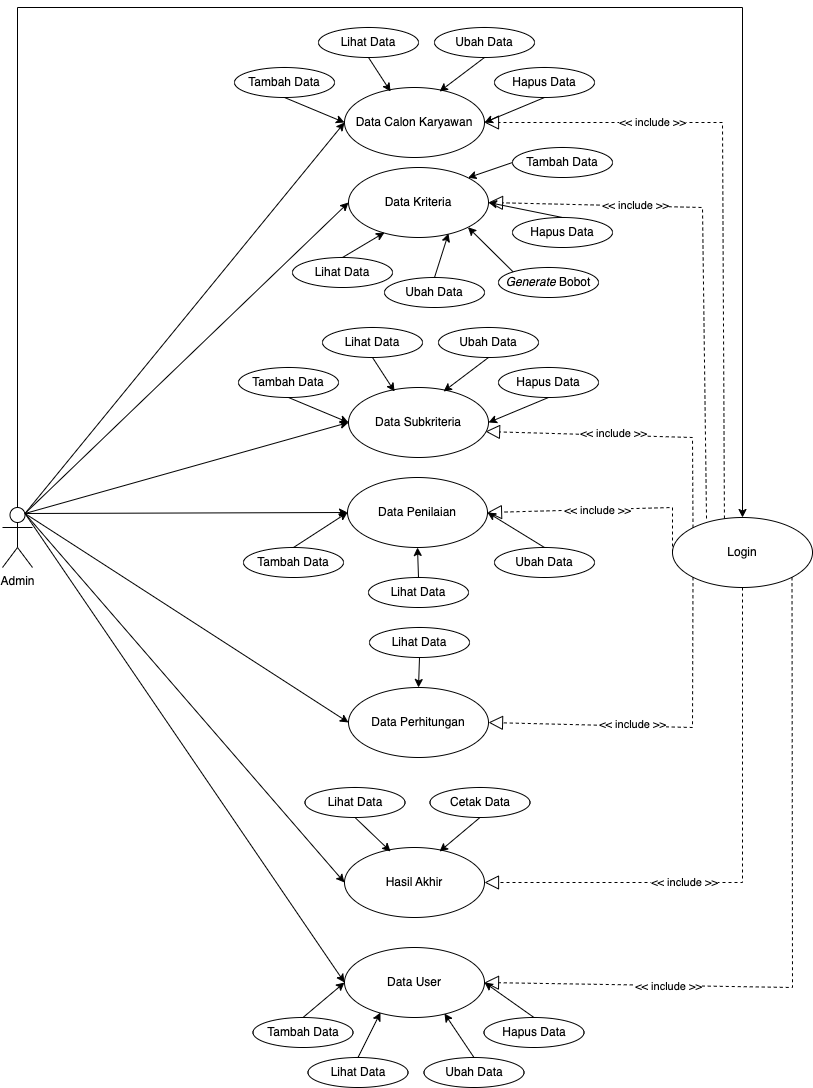 Lihat Data
Ubah Data
Tambah Data
Hapus Data
Data Calon Karyawan
<< include >>
Tambah Data
Data Kriteria
<< include >>
Hapus Data
Lihat Data
Ubah Data
Generate Bobot
Lihat Data
Ubah Data
Tambah Data
Hapus Data
Data Subkriteria
<< include >>
Data Penilaian
<< include >>
Login
Tambah Data
Ubah Data
Admin
Lihat Data
Lihat Data
Data Perhitungan
<< include >>
Lihat Data
Cetak Data
Hasil Akhir
<< include >>
Data User
<< include >>
Tambah Data
Hapus Data
Lihat Data
Ubah Data